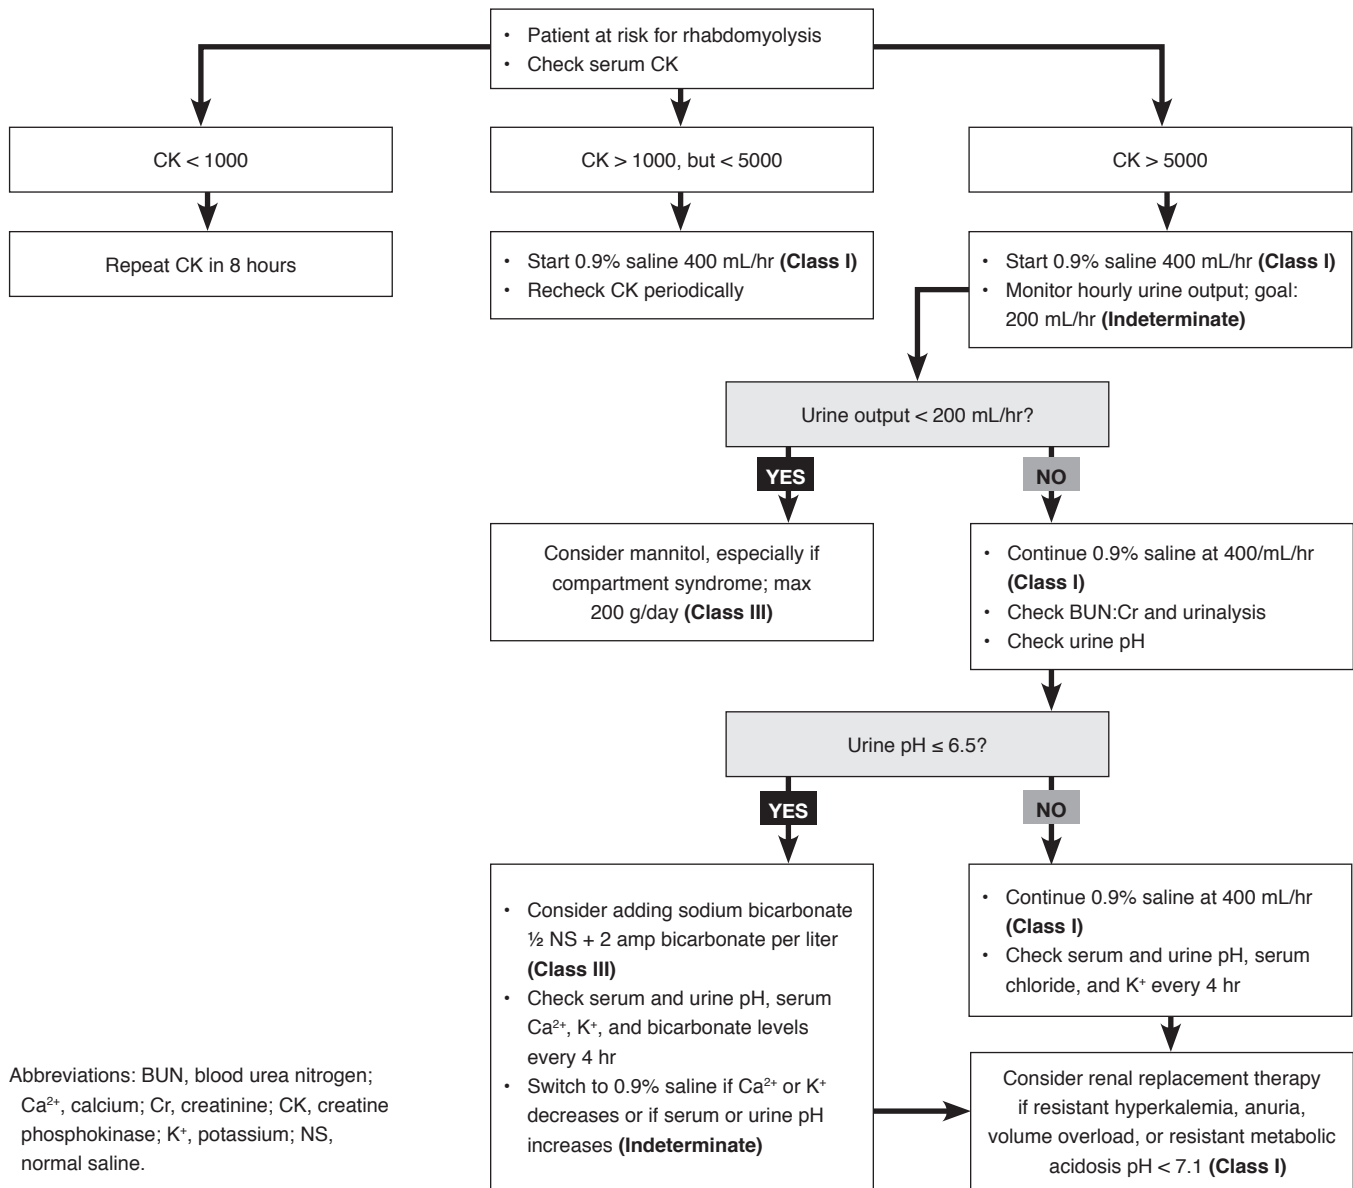 • Patient at risk for rhabdomyolysis
• Check serum CK
CK < 1000
CK > 1000, but < 5000
CK > 5000
Repeat CK in 8 hours
• Start 0.9% saline 400 mL/hr (Class I)
• Recheck CK periodically
• Start 0.9% saline 400 mL/hr (Class I)
• Monitor hourly urine output; goal:
200 mL/hr (Indeterminate)
Urine output < 200 mL/hr?
YES
NO
Consider mannitol, especially if
compartment syndrome; max
200 g/day (Class III)
• Continue 0.9% saline at 400/mL/hr
(Class I)
• Check BUN:Cr and urinalysis
• Check urine pH
Urine pH ≤ 6.5?
YES
NO
• Consider adding sodium bicarbonate
½ NS + 2 amp bicarbonate per liter
(Class III)
• Check serum and urine pH, serum
Ca²⁺, K⁺, and bicarbonate levels
every 4 hr
• Switch to 0.9% saline if Ca²⁺ or K⁺
decreases or if serum or urine pH
increases (Indeterminate)
• Continue 0.9% saline at 400 mL/hr
(Class I)
• Check serum and urine pH, serum
chloride, and K⁺ every 4 hr
Consider renal replacement therapy
if resistant hyperkalemia, anuria,
volume overload, or resistant metabolic
acidosis pH < 7.1 (Class I)
Abbreviations: BUN, blood urea nitrogen;
Ca²⁺, calcium; Cr, creatinine; CK, creatine
phosphokinase; K⁺, potassium; NS,
normal saline.